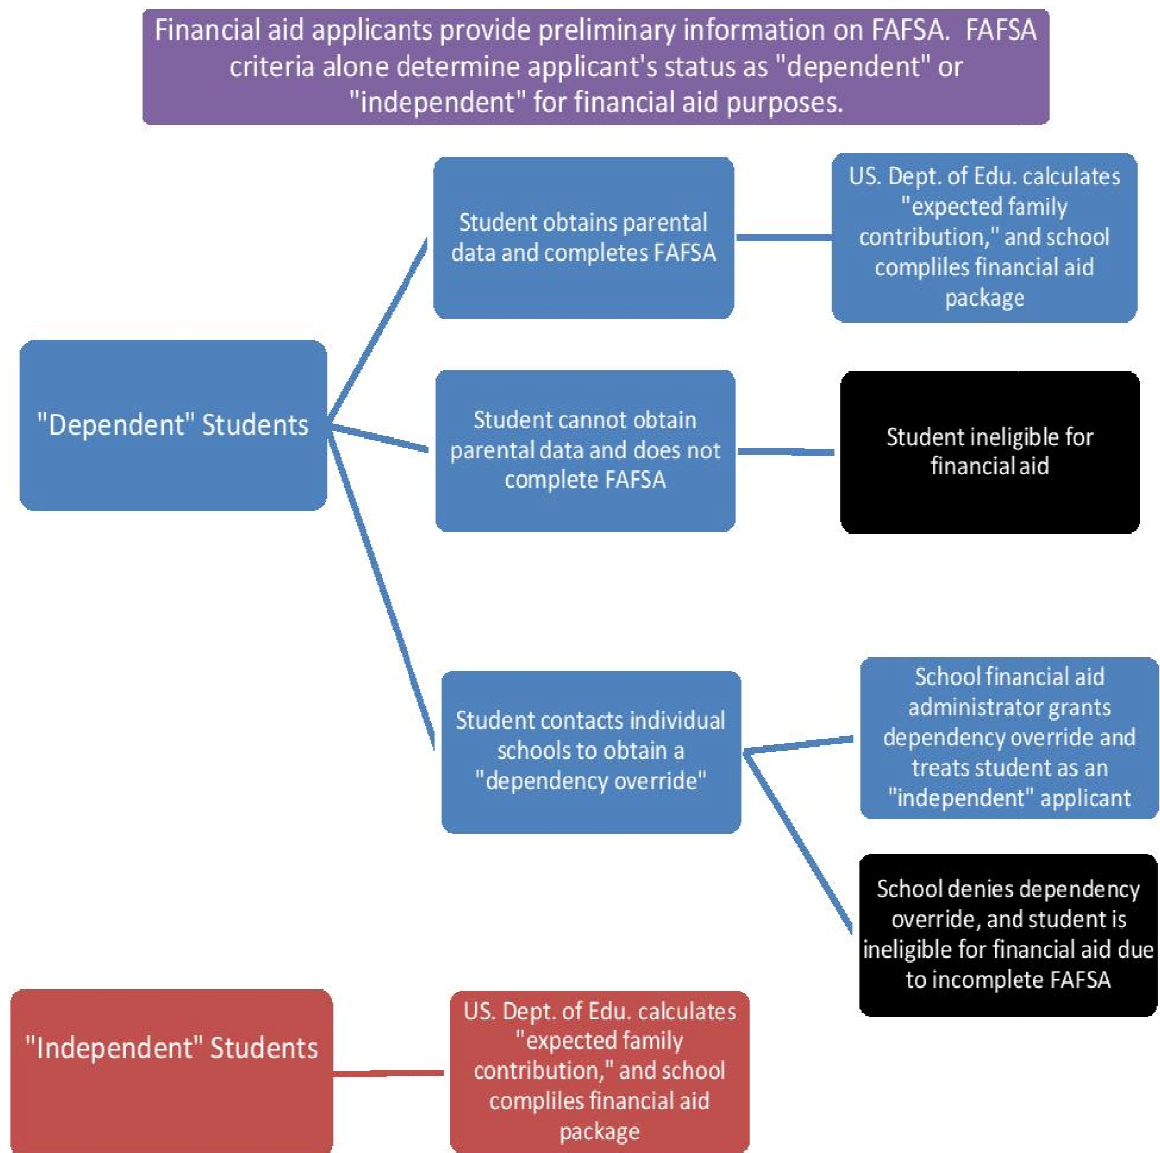 Financial aid applicants provide preliminary information on FAFSA.  FAFSA
criteria alone determine applicant's status as "dependent" or
"independent" for financial aid purposes.
"Dependent" Students
Student obtains parental
data and completes FAFSA
US. Dept. of Edu. calculates
"expected family
contribution," and school
compliles financial aid
package
Student cannot obtain
parental data and does not
complete FAFSA
Student ineligible for
financial aid
Student contacts individual
schools to obtain a
"dependency override"
School financial aid
administrator grants
dependency override and
treats student as an
"independent" applicant
School denies dependency
override, and student is
ineligible for financial aid due
to incomplete FAFSA
"Independent" Students
US. Dept. of Edu. calculates
"expected family
contribution," and school
compliles financial aid
package